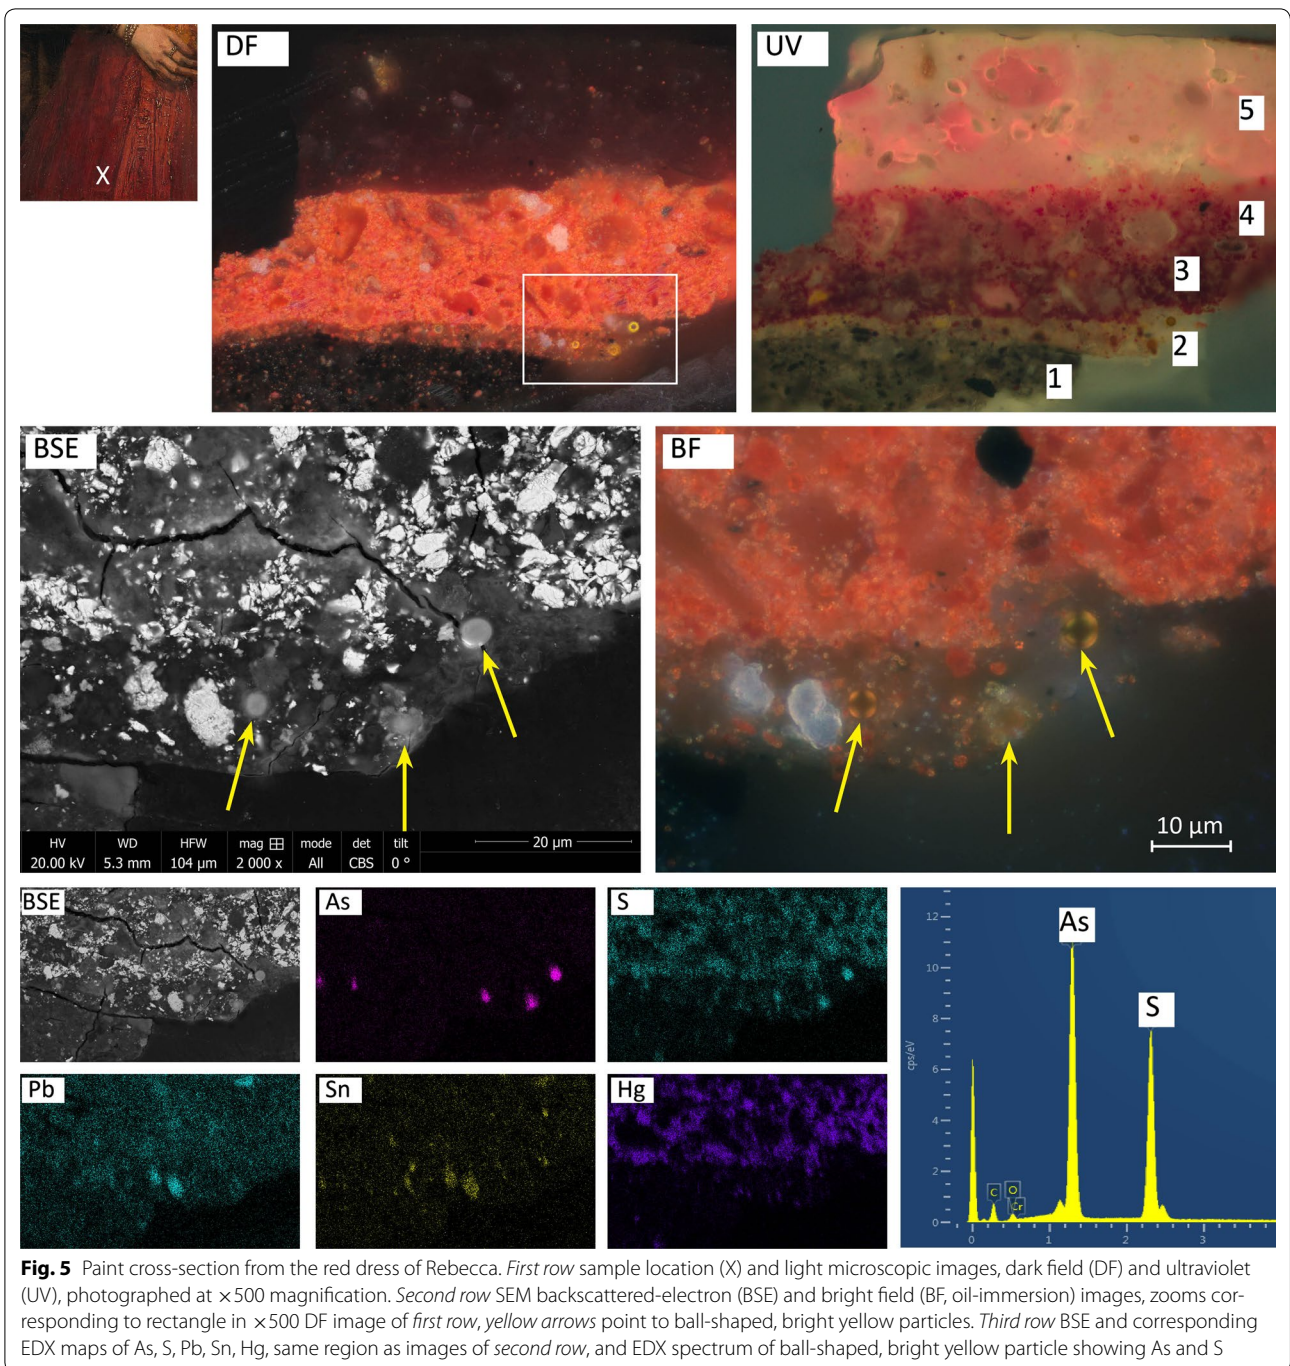 DF
UV
X
5
4
3
2
1
BSE
BF
HV WD HFW mag mode det tilt
20.00 kV 5.3 mm 104 µm 2 000 x All CBS 0 °
20 µm
10 µm
BSE
As
S
Pb
Sn
Hg
As
S
12
10
8
6
4
2
0
cps/eV
C
O
0 1 2 3
Fig. 5 Paint cross-section from the red dress of Rebecca. First row sample location (X) and light microscopic images, dark field (DF) and ultraviolet
(UV), photographed at ×500 magnification. Second row SEM backscattered-electron (BSE) and bright field (BF, oil-immersion) images, zooms cor-
responding to rectangle in ×500 DF image of first row, yellow arrows point to ball-shaped, bright yellow particles. Third row BSE and corresponding
EDX maps of As, S, Pb, Sn, Hg, same region as images of second row, and EDX spectrum of ball-shaped, bright yellow particle showing As and S